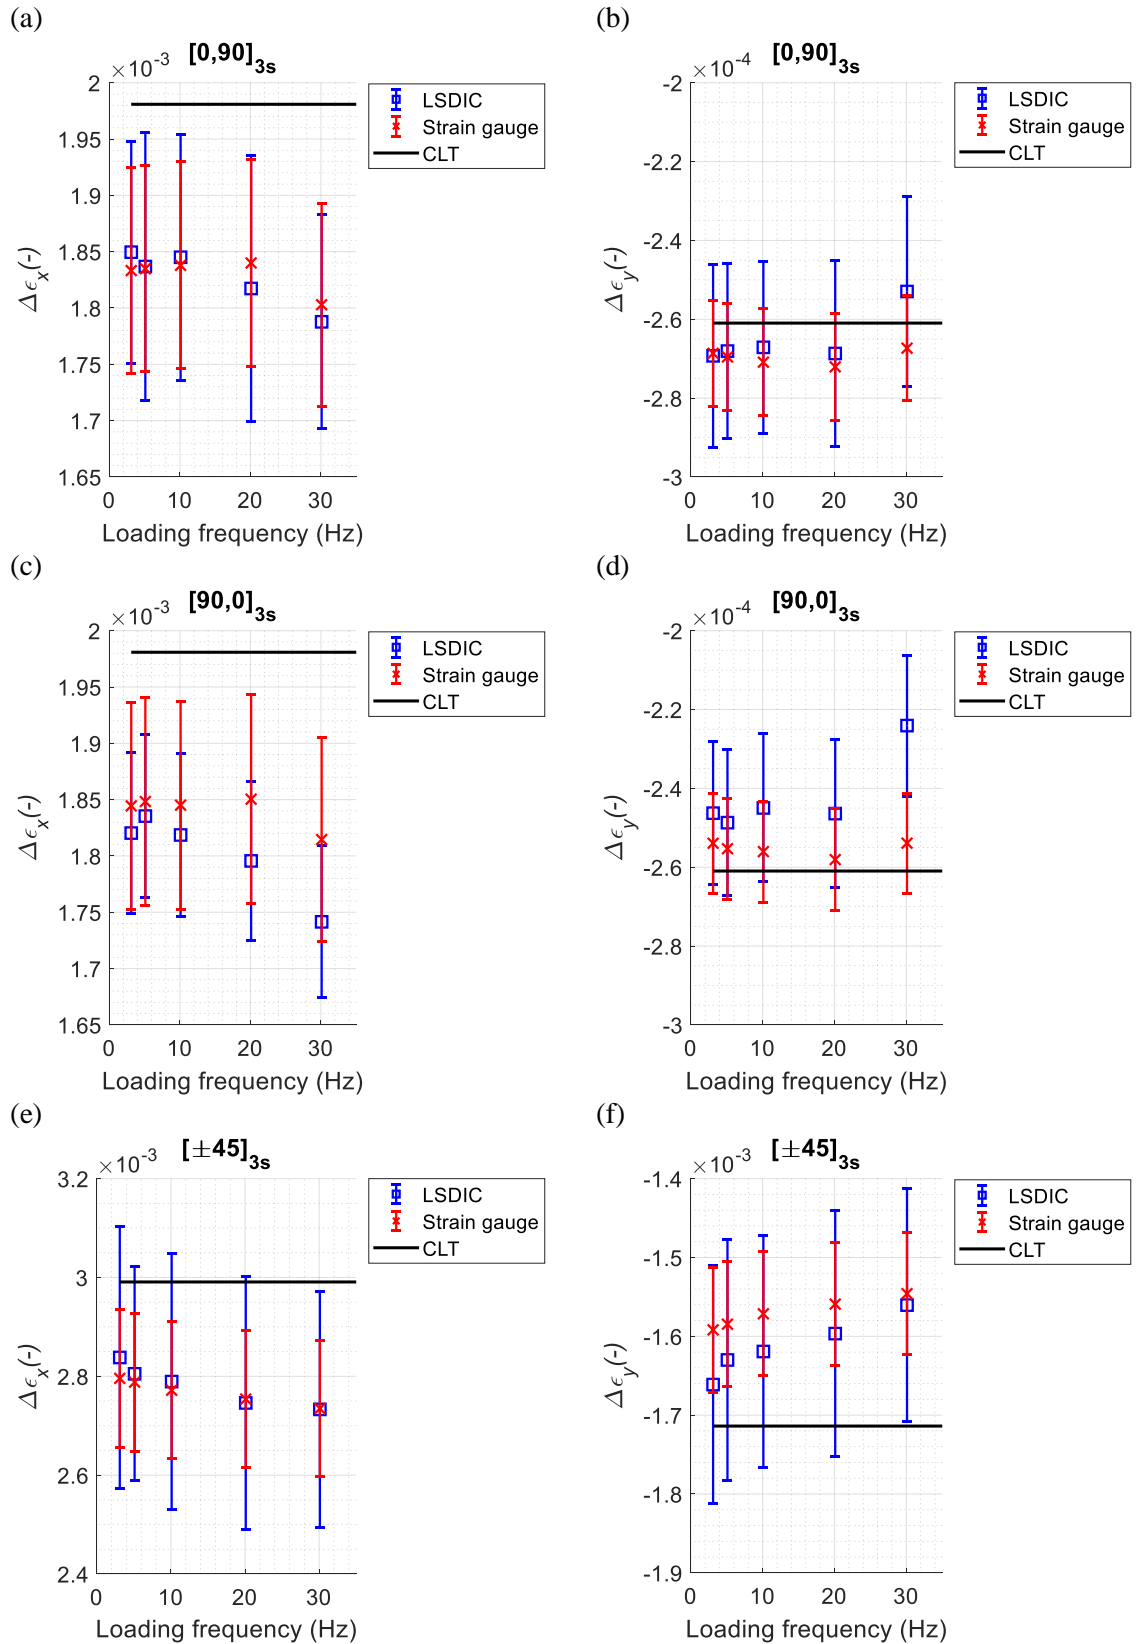 (a)
[0,90]3s
×10-3
2
1.95
1.9
1.85
1.8
1.75
1.7
1.65
0 10 20 30
Δϵx(-)
Loading frequency (Hz)
LSDIC
Strain gauge
CLT
(b)
[0,90]3s
×10-4
-2
-2.2
-2.4
-2.6
-2.8
-3
0 10 20 30
Δϵy(-)
Loading frequency (Hz)
LSDIC
Strain gauge
CLT
(c)
[90,0]3s
×10-3
2
1.95
1.9
1.85
1.8
1.75
1.7
1.65
0 10 20 30
Δϵx(-)
Loading frequency (Hz)
LSDIC
Strain gauge
CLT
(d)
[90,0]3s
×10-4
-2
-2.2
-2.4
-2.6
-2.8
-3
0 10 20 30
Δϵy(-)
Loading frequency (Hz)
LSDIC
Strain gauge
CLT
(e)
[±45]3s
×10-3
3.2
3
2.8
2.6
2.4
0 10 20 30
Δϵx(-)
Loading frequency (Hz)
LSDIC
Strain gauge
CLT
(f)
[±45]3s
×10-3
-1.4
-1.5
-1.6
-1.7
-1.8
-1.9
0 10 20 30
Δϵy(-)
Loading frequency (Hz)
LSDIC
Strain gauge
CLT